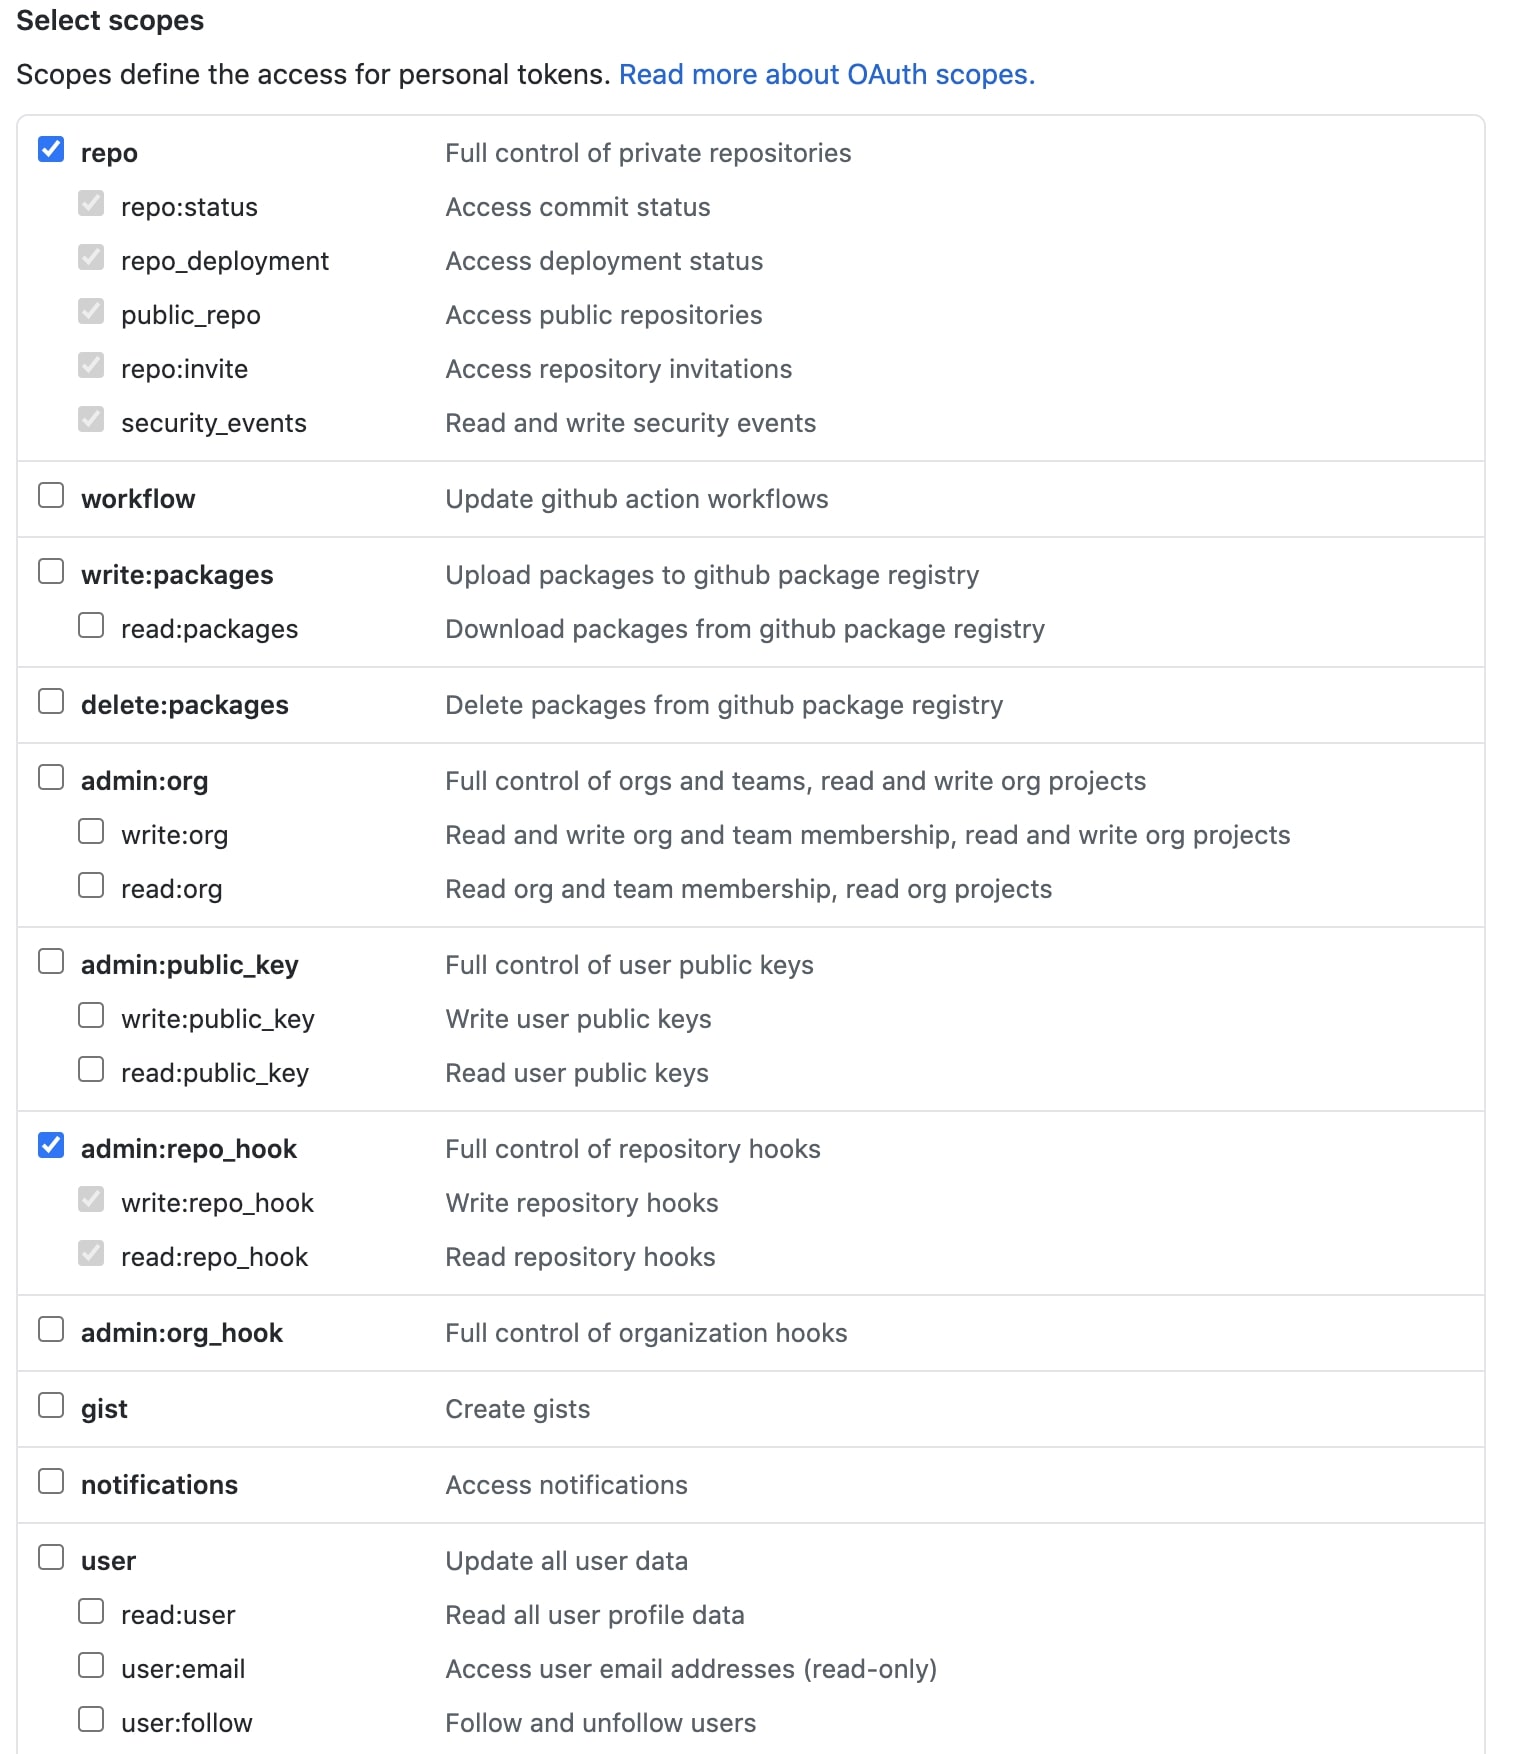 Select scopes
Scopes define the access for personal tokens. Read more about OAuth scopes.
repo Full control of private repositories
repo:status Access commit status
repo_deployment Access deployment status
public_repo Access public repositories
repo:invite Access repository invitations
security_events Read and write security events
workflow Update github action workflows
write:packages Upload packages to github package registry
read:packages Download packages from github package registry
delete:packages Delete packages from github package registry
admin:org Full control of orgs and teams, read and write org projects
write:org Read and write org and team membership, read and write org projects
read:org Read org and team membership, read org projects
admin:public_key Full control of user public keys
write:public_key Write user public keys
read:public_key Read user public keys
admin:repo_hook Full control of repository hooks
write:repo_hook Write repository hooks
read:repo_hook Read repository hooks
admin:org_hook Full control of organization hooks
gist Create gists
notifications Access notifications
user Update all user data
read:user Read all user profile data
user:email Access user email addresses (read-only)
user:follow Follow and unfollow users